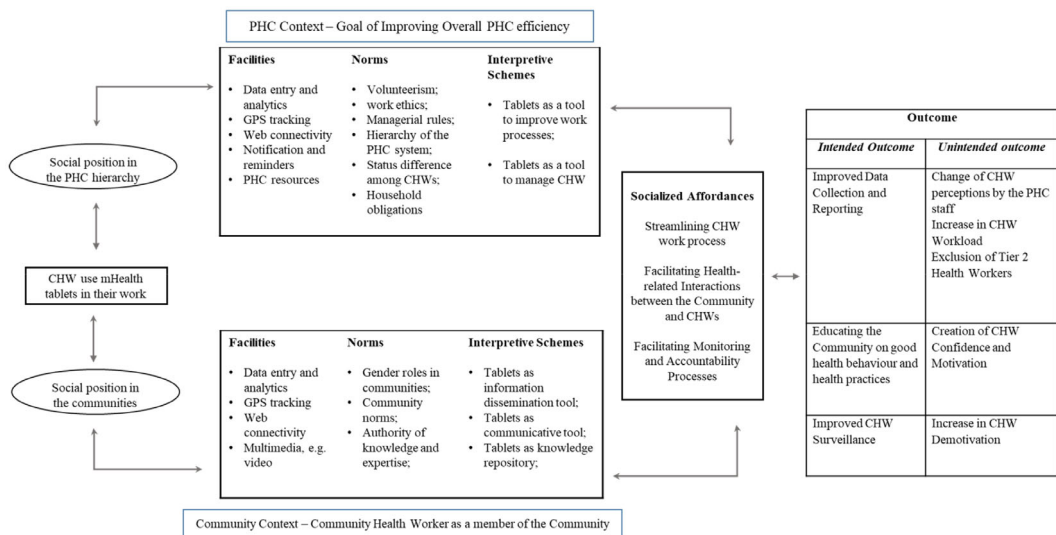 PHC Context – Goal of Improving Overall PHC efficiency
Facilities
• Data entry and
analytics
• GPS tracking
• Web connectivity
• Notification and
reminders
• PHC resources
Norms
• Volunteerism;
• work ethics;
• Managerial rules;
• Hierarchy of the
PHC system;
• Status difference
among CHWs;
• Household
obligations
Interpretive
Schemes
• Tablets as a tool
to improve work
processes;
• Tablets as a tool
to manage CHW
Social position in
the PHC hierarchy
CHW use mHealth
tablets in their work
Social position in
the communities
Facilities
• Data entry and
analytics
• GPS tracking
• Web
connectivity
• Multimedia, e.g.
video
Norms
• Gender roles in
communities;
• Community
norms;
• Authority of
knowledge and
expertise;
Interpretive Schemes
• Tablets as
information
dissemination tool;
• Tablets as
communicative tool;
• Tablets as knowledge
repository;
Community Context – Community Health Worker as a member of the Community
Socialized Affordances
Streamlining CHW
work process
Facilitating Health-
related Interactions
between the Community
and CHWs
Facilitating Monitoring
and Accountability
Processes
Outcome
Intended Outcome
Unintended outcome
Improved Data
Collection and
Reporting
Change of CHW
perceptions by the PHC
staff
Increase in CHW
Workload
Exclusion of Tier 2
Health Workers
Educating the
Community on good
health behaviour and
health practices
Creation of CHW
Confidence and
Motivation
Improved CHW
Surveillance
Increase in CHW
Demotivation